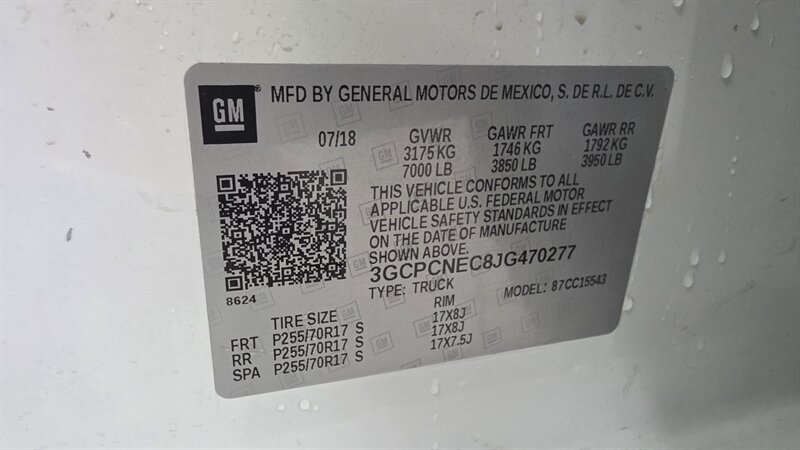 GM
MFD BY GENERAL MOTORS DE MEXICO, S. DE R.L. DE C.V.
07/18 GVWR GAWR FRT GAWR RR
3175 KG 1746 KG 1792 KG
7000 LB 3850 LB 3950 LB
THIS VEHICLE CONFORMS TO ALL
APPLICABLE U.S. FEDERAL MOTOR
VEHICLE SAFETY STANDARDS IN EFFECT
ON THE DATE OF MANUFACTURE
SHOWN ABOVE.
3GCPCNEC8JG470277
8624 TYPE: TRUCK MODEL: 87CC15543
TIRE SIZE RIM
FRT P255/70R17 S 17X8J
RR P255/70R17 S 17X8J
SPA P255/70R17 S 17X7.5J